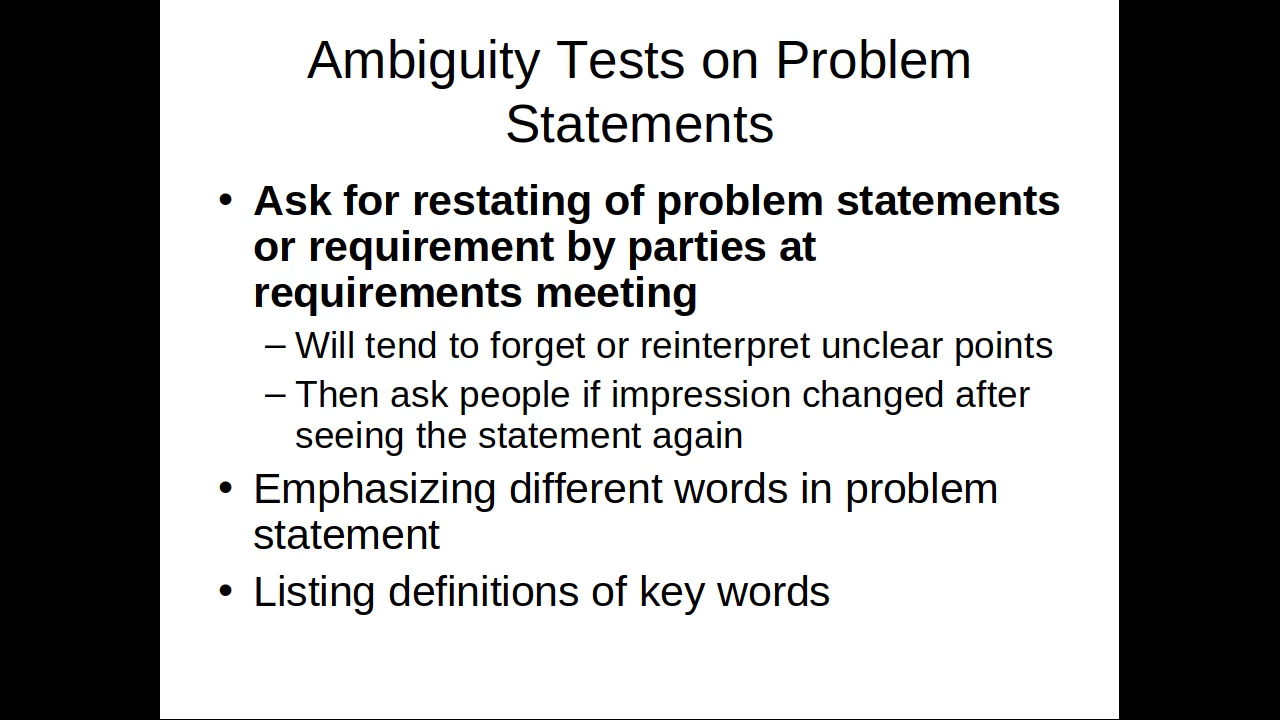 Ambiguity Tests on Problem
Statements
• Ask for restating of problem statements
or requirement by parties at
requirements meeting
– Will tend to forget or reinterpret unclear points
– Then ask people if impression changed after
seeing the statement again
• Emphasizing different words in problem
statement
• Listing definitions of key words